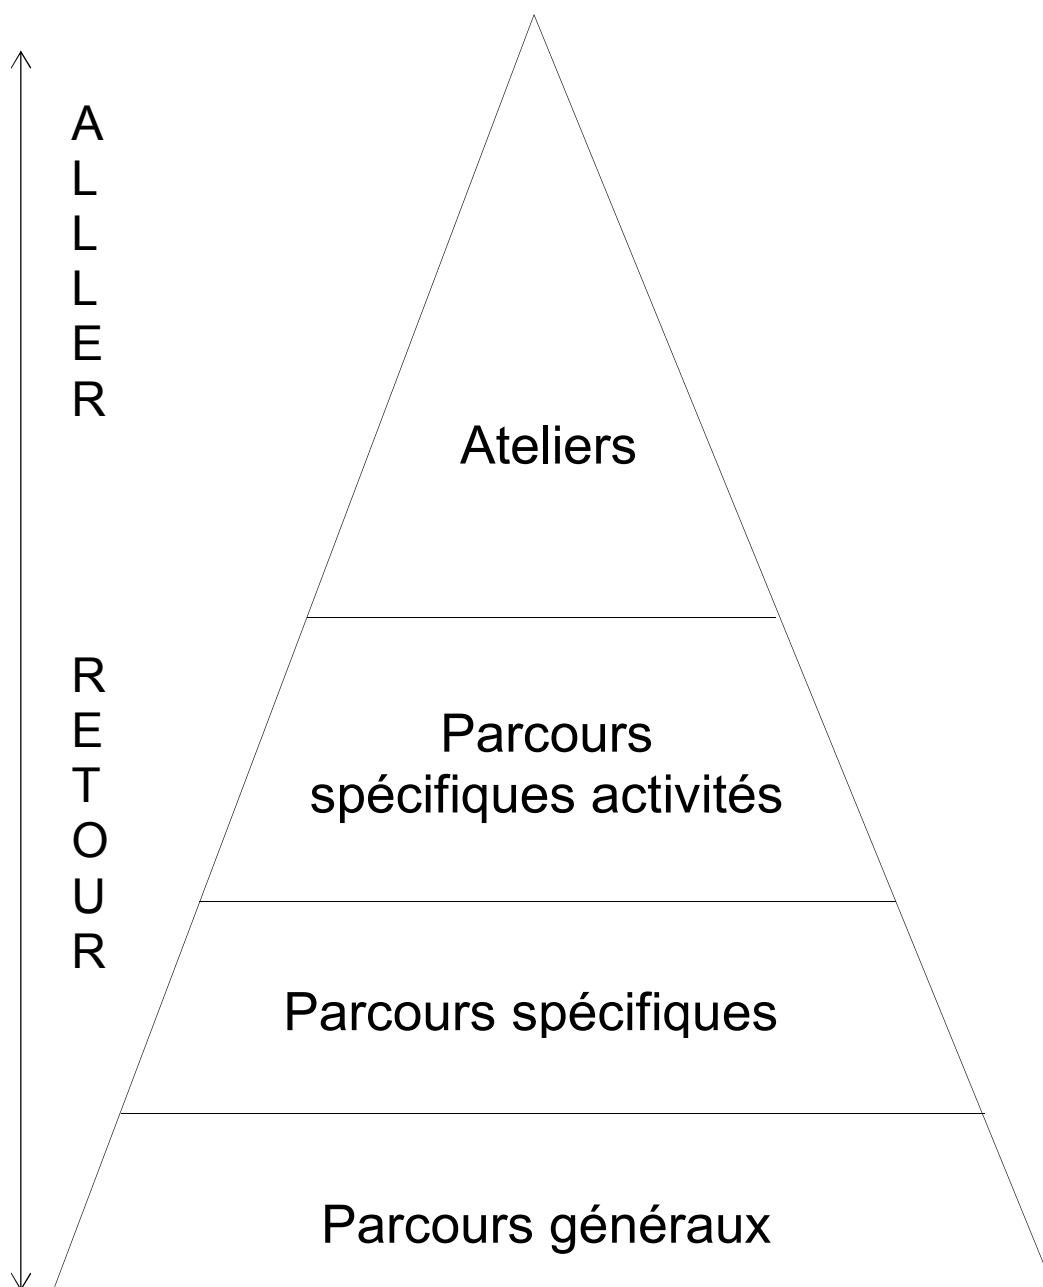 A
L
L
L
E
R
R
E
T
O
U
R
Ateliers
Parcours
spécifiques activités
Parcours spécifiques
Parcours généraux